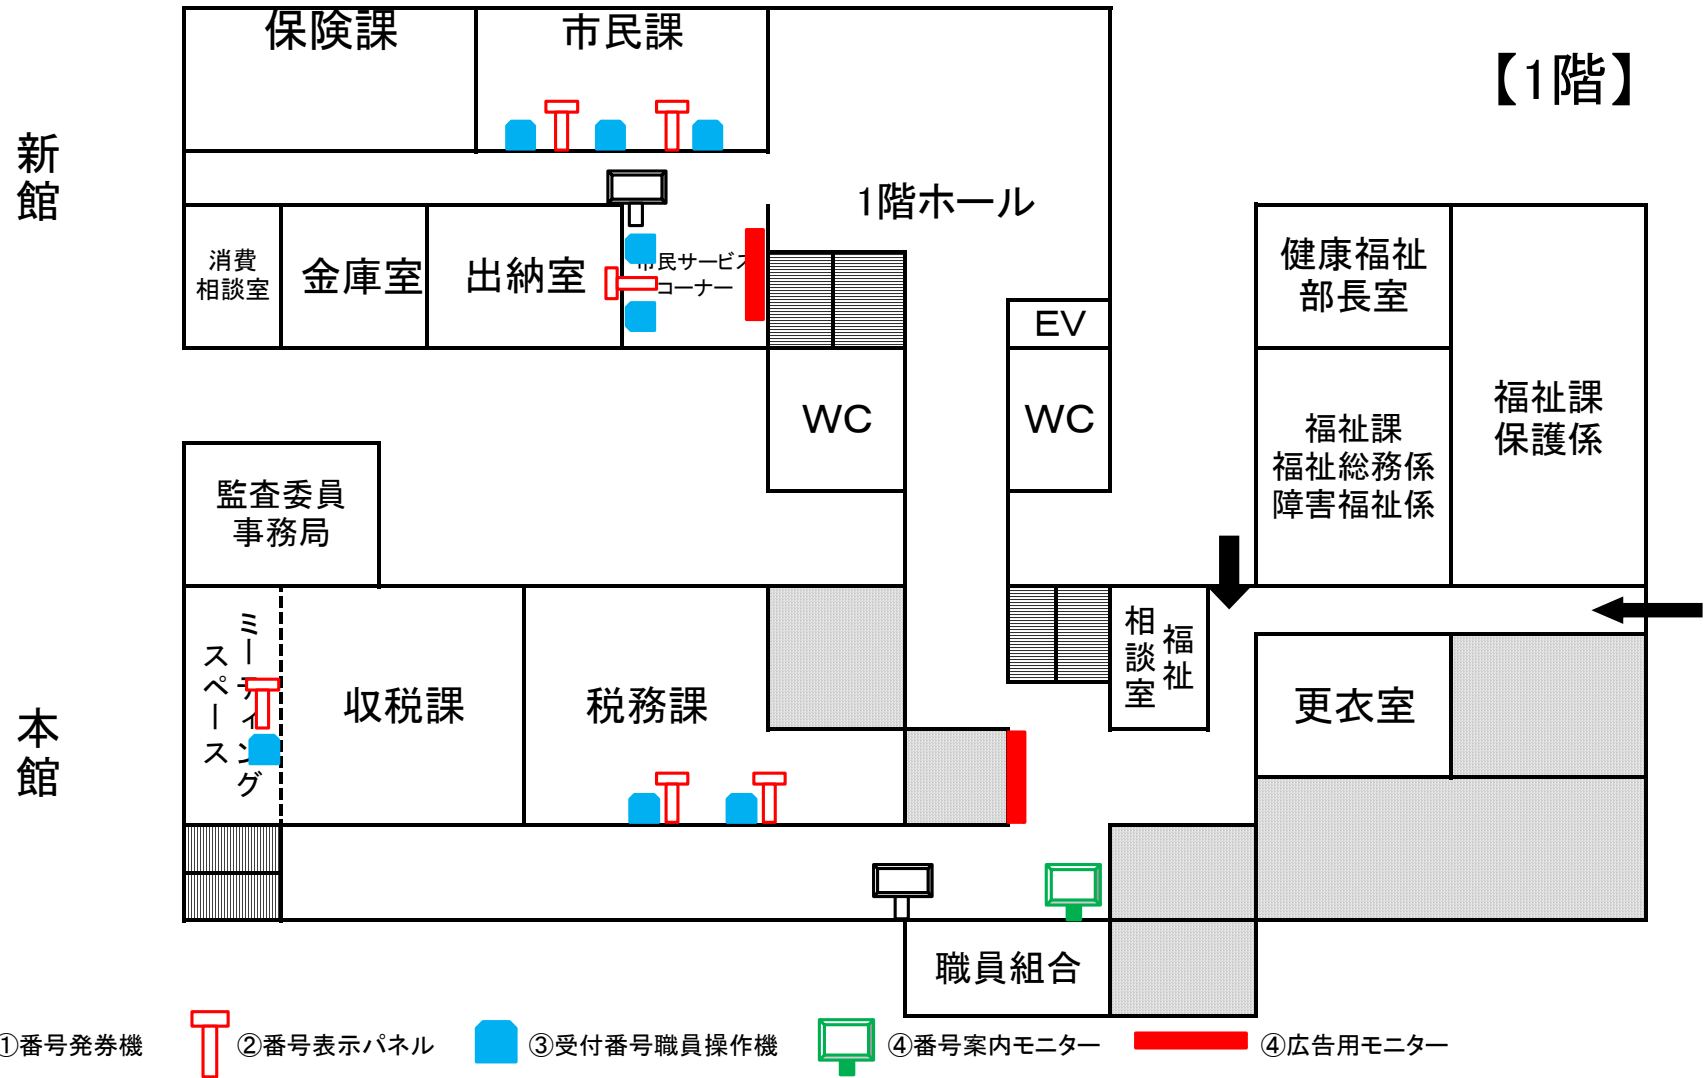 保険課
市民課
【1階】
新館
1階ホール
消費
相談室
金庫室
出納室
市民サービス
コーナー
EV
健康福祉
部長室
WC
WC
福祉課
福祉総務係
障害福祉係
福祉課
保護係
監査委員
事務局
ミーティング
スペース
収税課
税務課
福祉
相談室
更衣室
本館
職員組合
①番号発券機
②番号表示パネル
③受付番号職員操作機
④番号案内モニター
④広告用モニター